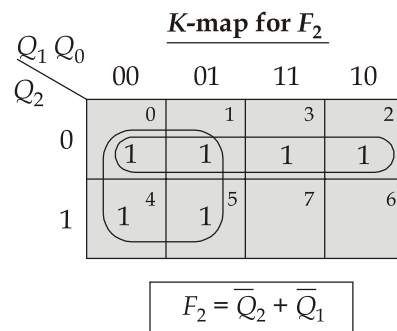 K-map for F₂
Q₁ Q₀
00 01 11 10
Q₂
0 1 3 2
0
1 1 1 1
4 5 7 6
1 1 1
F₂ = Q̅₂ + Q̅₁